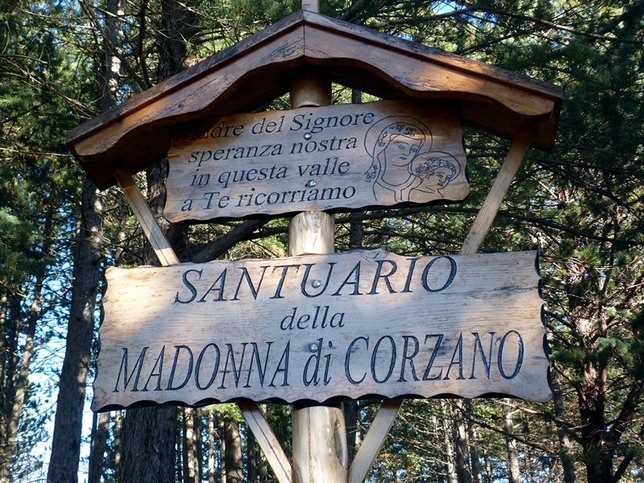 Madre del Signore
speranza nostra
in questa valle
a Te ricorriamo
SANTUARIO
della
MADONNA di CORZANO